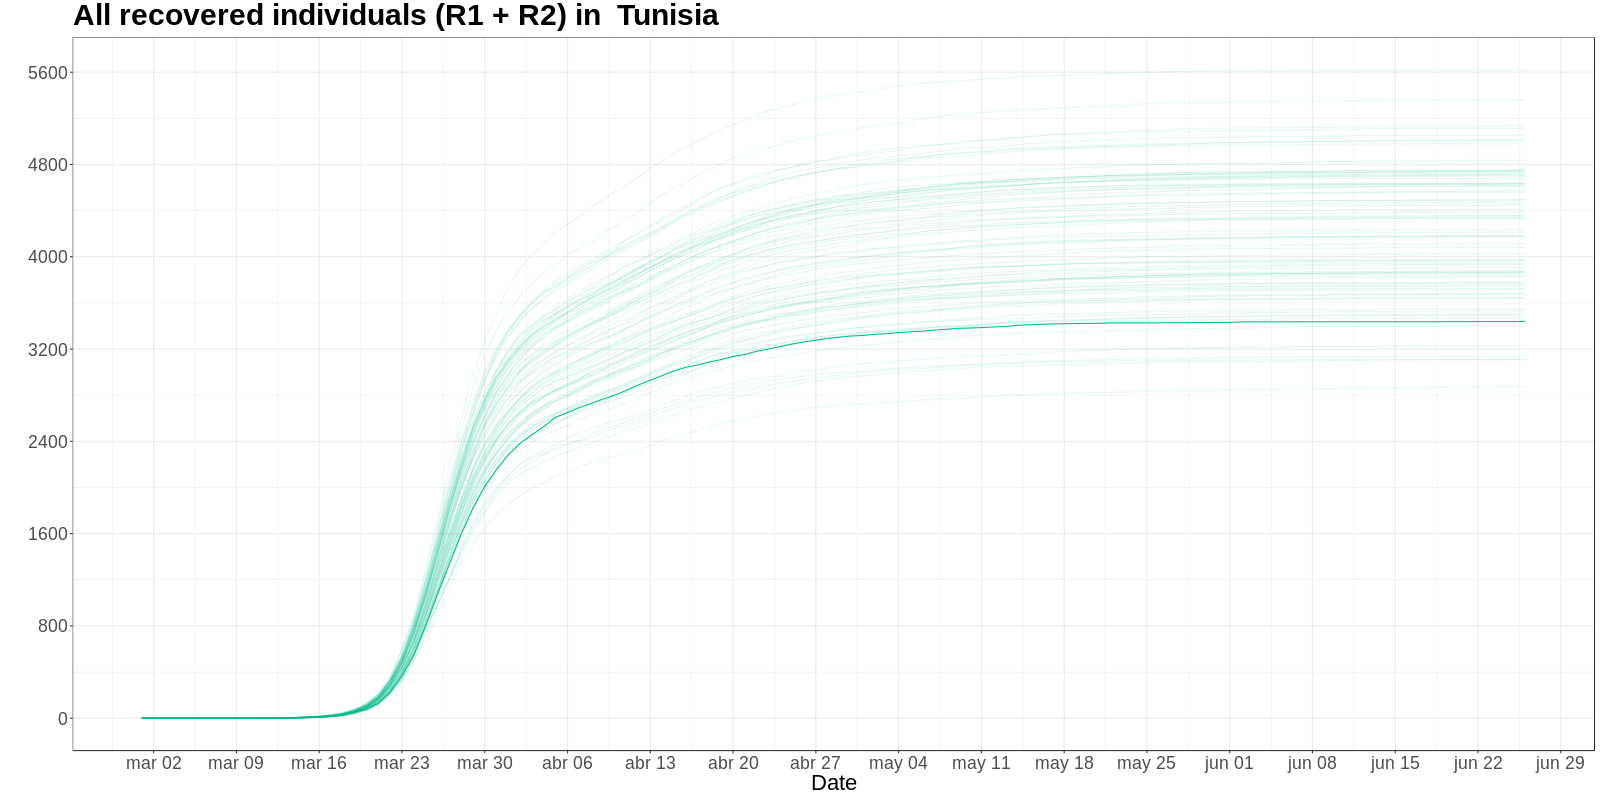 All recovered individuals (R1 + R2) in  Tunisia
5600
4800
4000
3200
2400
1600
800
0
mar 02 mar 09 mar 16 mar 23 mar 30 abr 06 abr 13 abr 20 abr 27 may 04 may 11 may 18 may 25 jun 01 jun 08 jun 15 jun 22 jun 29
Date